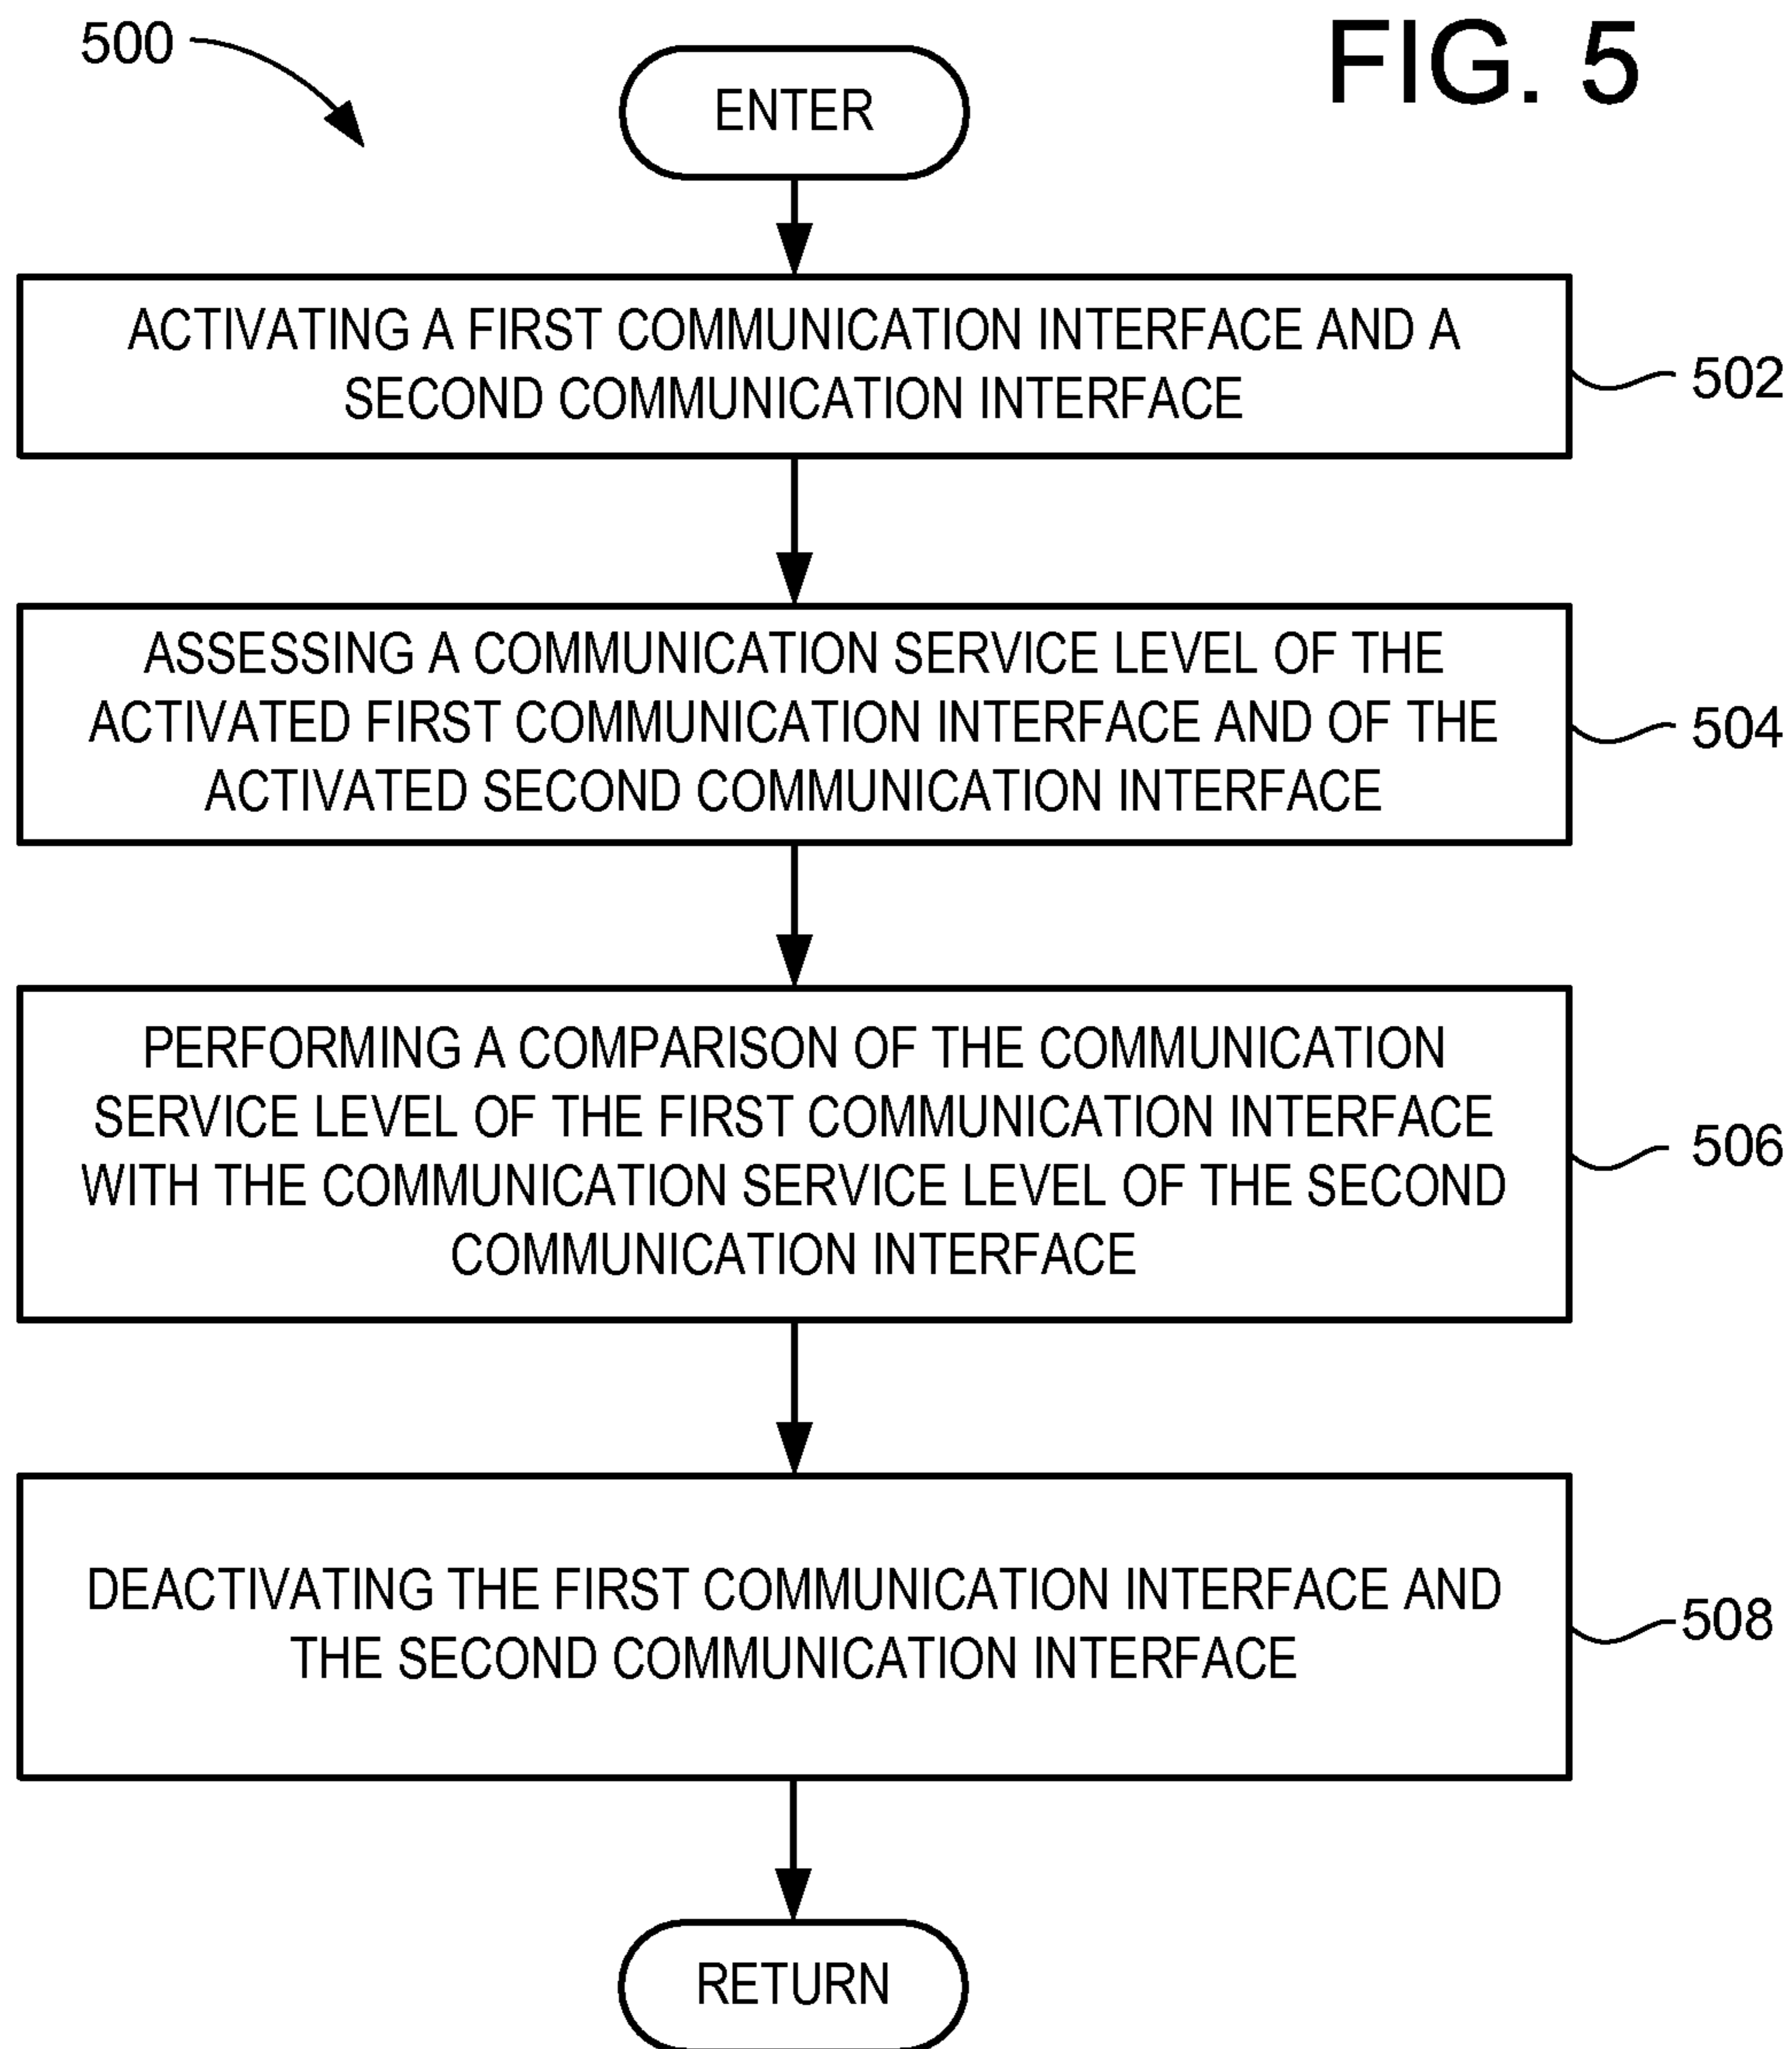 500
FIG. 5
ENTER
ACTIVATING A FIRST COMMUNICATION INTERFACE AND A
SECOND COMMUNICATION INTERFACE
502
ASSESSING A COMMUNICATION SERVICE LEVEL OF THE
ACTIVATED FIRST COMMUNICATION INTERFACE AND OF THE
ACTIVATED SECOND COMMUNICATION INTERFACE
504
PERFORMING A COMPARISON OF THE COMMUNICATION
SERVICE LEVEL OF THE FIRST COMMUNICATION INTERFACE
WITH THE COMMUNICATION SERVICE LEVEL OF THE SECOND
COMMUNICATION INTERFACE
506
DEACTIVATING THE FIRST COMMUNICATION INTERFACE AND
THE SECOND COMMUNICATION INTERFACE
508
RETURN